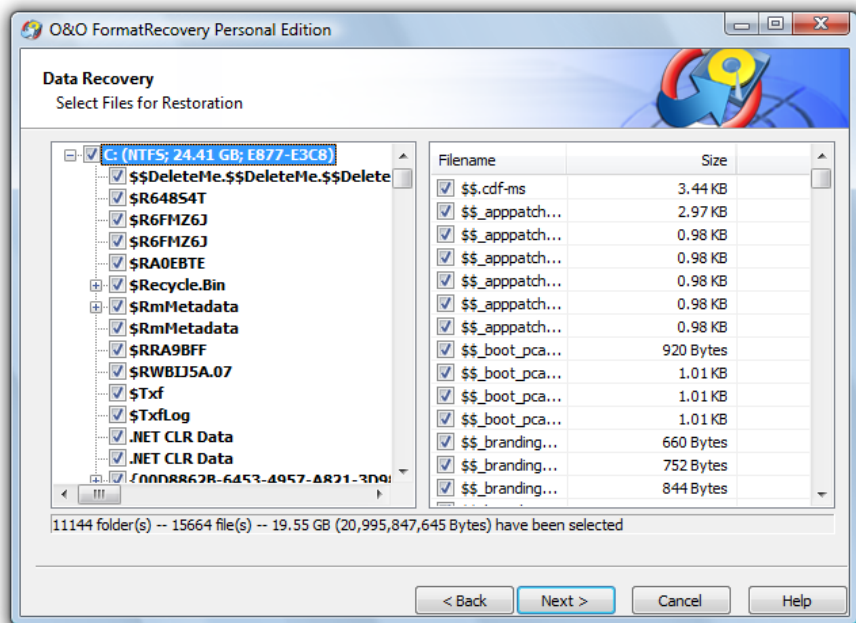 O&O FormatRecovery Personal Edition
Data Recovery
Select Files for Restoration
C: (NTFS; 24.41 GB; E877-E3C8)
$$DeleteMe.$$DeleteMe.$$Delete
$R648S4T
$R6FMZ6J
$R6FMZ6J
$RA0EBTE
$Recycle.Bin
$RmMetadata
$RmMetadata
$RRA9BFF
$RWBIJ5A.07
$Txf
$TxfLog
.NET CLR Data
.NET CLR Data
{00D8862B-6453-4957-A821-3D98
Filename Size
$$.cdf-ms 3.44 KB
$$_apppatch... 2.97 KB
$$_apppatch... 0.98 KB
$$_apppatch... 0.98 KB
$$_apppatch... 0.98 KB
$$_apppatch... 0.98 KB
$$_apppatch... 0.98 KB
$$_boot_pca... 920 Bytes
$$_boot_pca... 1.01 KB
$$_boot_pca... 1.01 KB
$$_boot_pca... 1.01 KB
$$_branding... 660 Bytes
$$_branding... 752 Bytes
$$_branding... 844 Bytes
11144 folder(s) -- 15664 file(s) -- 19.55 GB (20,995,847,645 Bytes) have been selected
< Back Next > Cancel Help